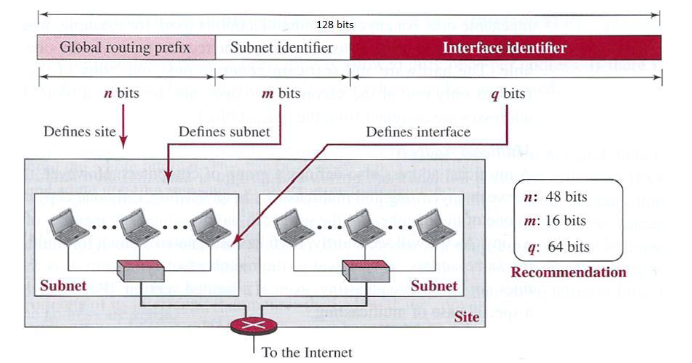 128 bits
Global routing prefix Subnet identifier Interface identifier
n bits m bits q bits
Defines site Defines subnet Defines interface
n: 48 bits
m: 16 bits
q: 64 bits
Recommendation
Subnet Subnet
Site
To the Internet